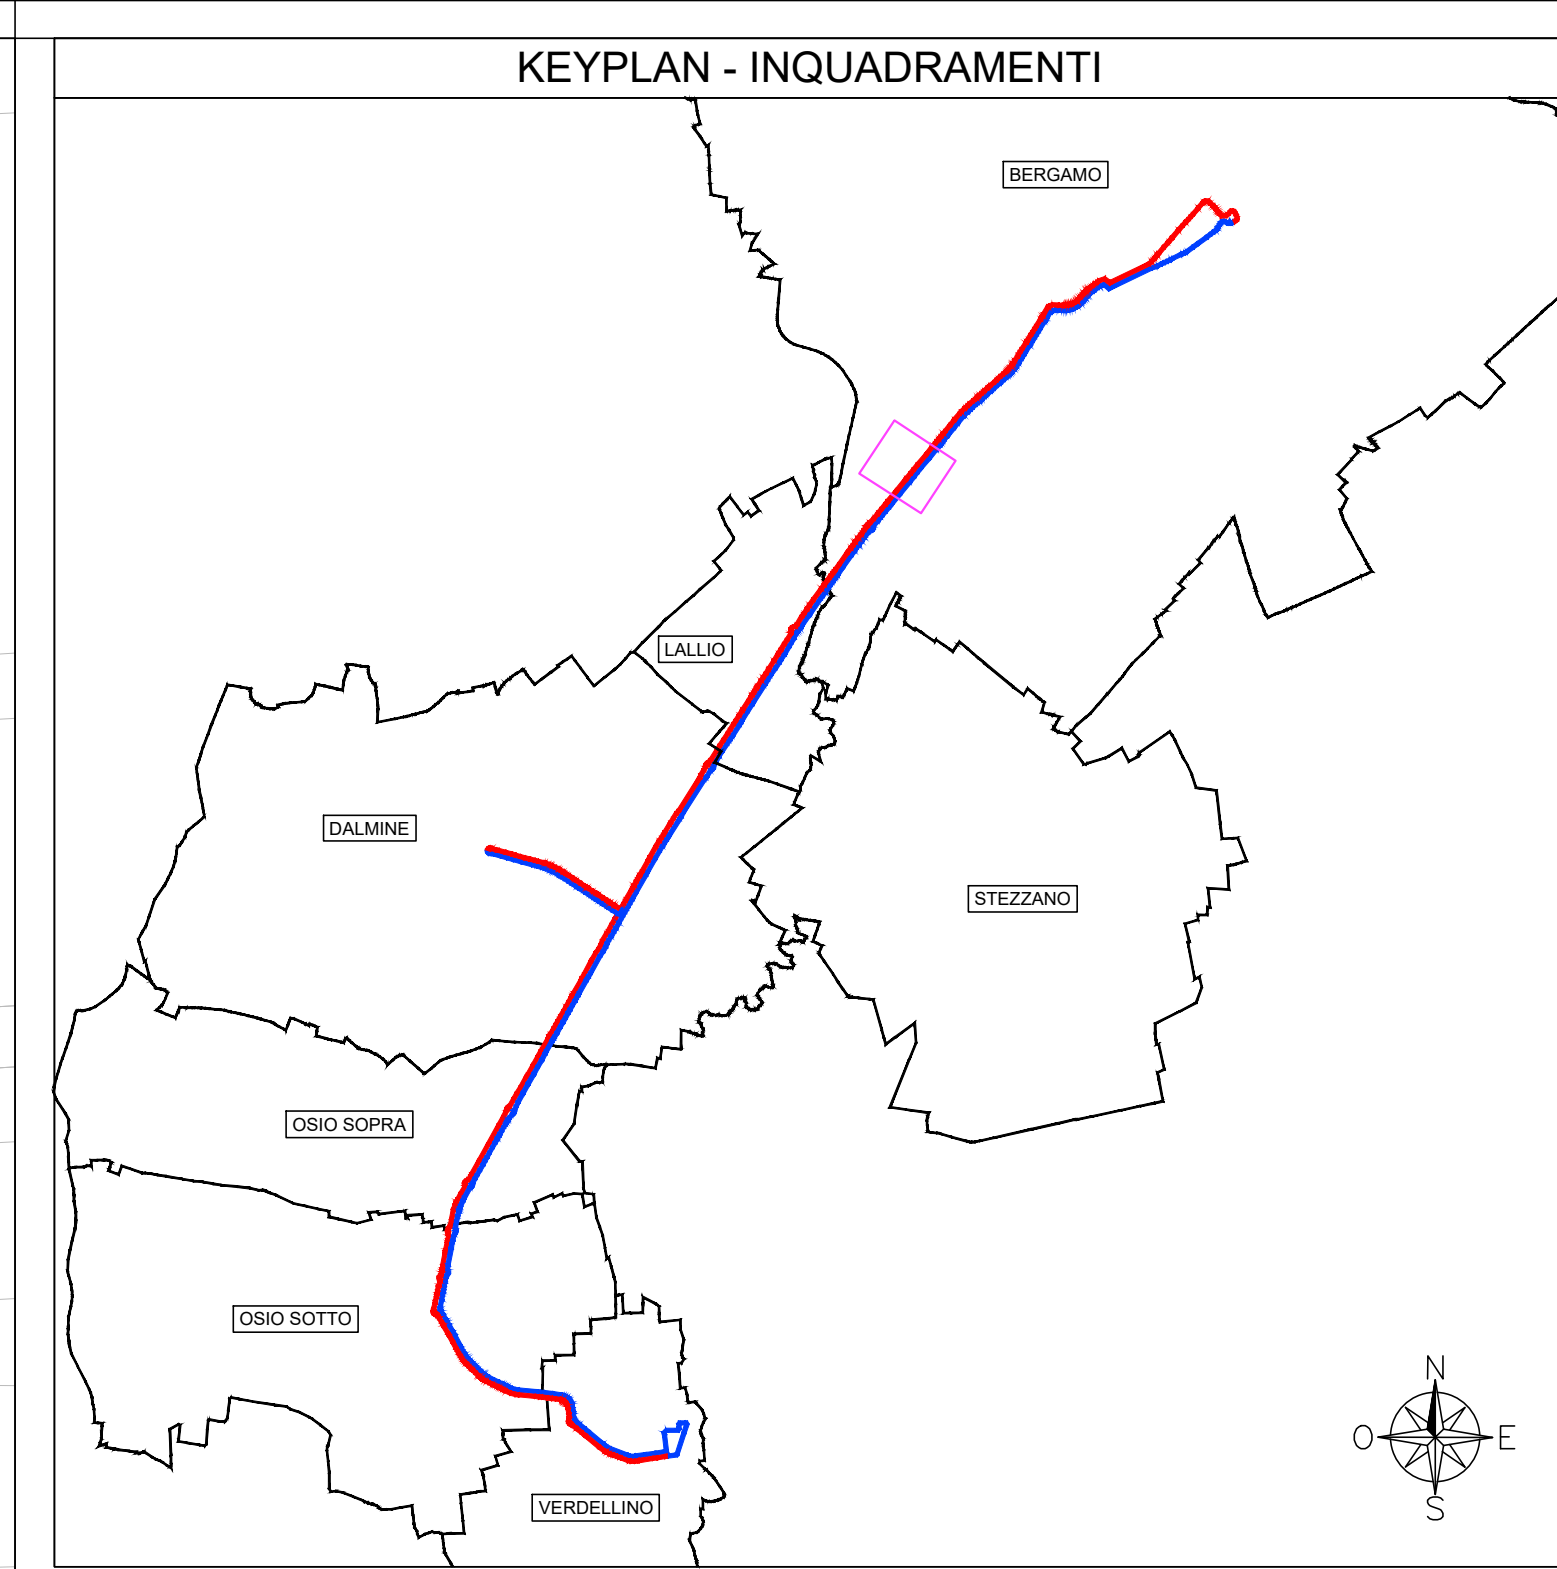 KEYPLAN - INQUADRAMENTI
BERGAMO
LALLIO
DALMINE
STEZZANO
OSIO SOPRA
OSIO SOTTO
N
O
E
S
VERDELLINO